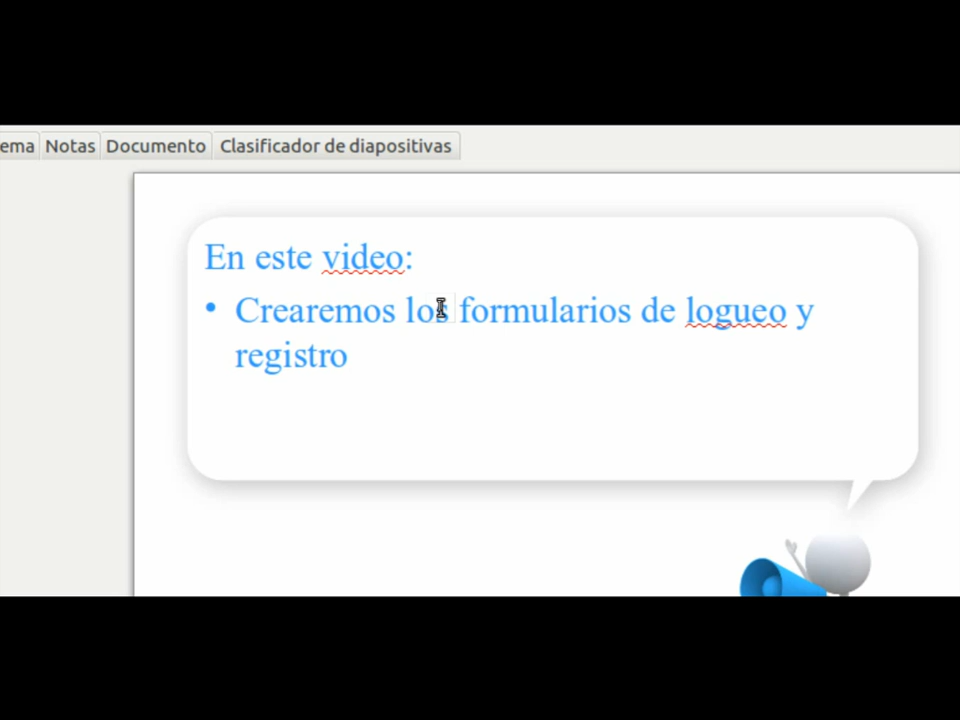 ema Notas Documento Clasificador de diapositivas
En este video:
• Crearemos los formularios de logueo y
registro